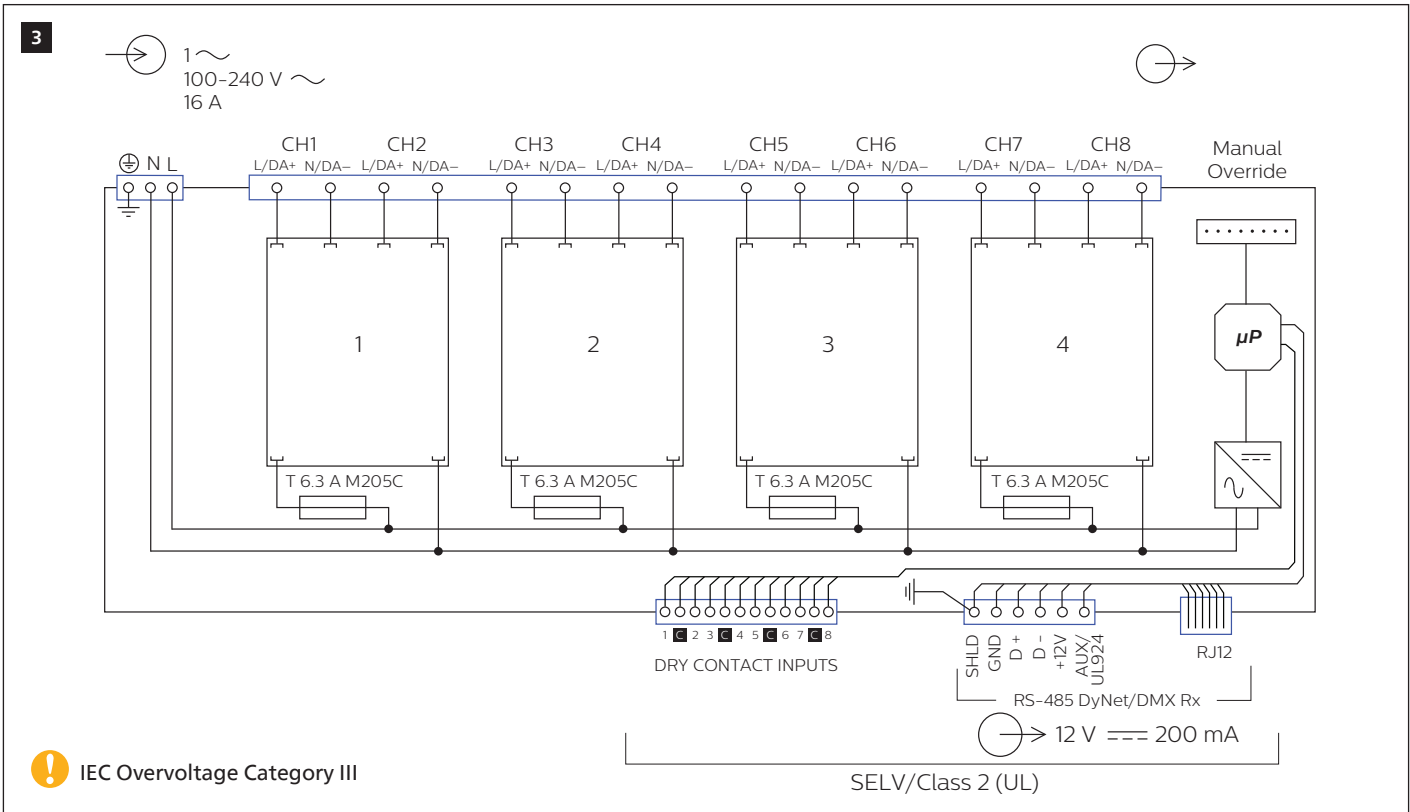 3
1 ∼
100-240 V ∼
16 A
CH1 CH2 CH3 CH4 CH5 CH6 CH7 CH8
N L
L/DA+ N/DA− L/DA+ N/DA− L/DA+ N/DA− L/DA+ N/DA− L/DA+ N/DA− L/DA+ N/DA− L/DA+ N/DA− L/DA+ N/DA−
Manual
Override
1 2 3 4
µP
T 6.3 A M205C T 6.3 A M205C T 6.3 A M205C T 6.3 A M205C
1 C 2 3 C 4 5 C 6 7 C 8
DRY CONTACT INPUTS
SHLD
GND
D +
D -
+12V
AUX/
UL924
RJ12
RS-485 DyNet/DMX Rx
12 V ⎓ 200 mA
SELV/Class 2 (UL)
! IEC Overvoltage Category III